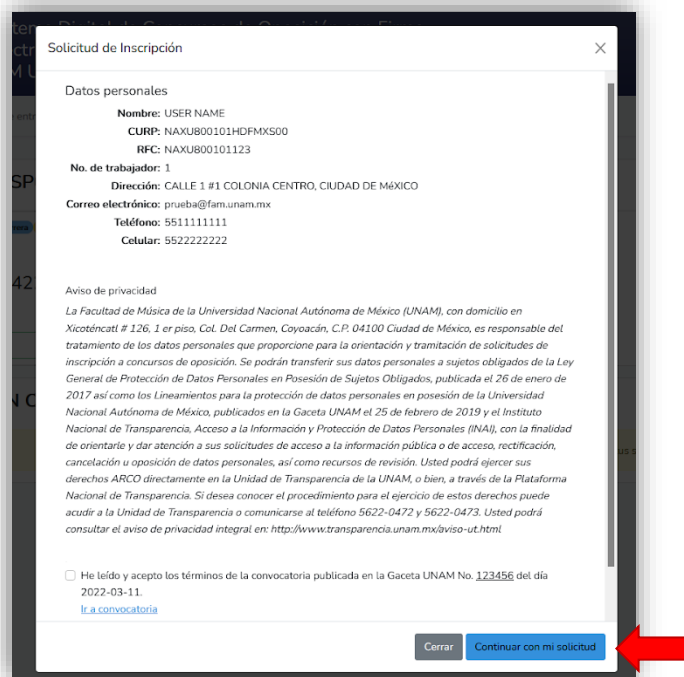 Solicitud de Inscripción
Datos personales
Nombre: USER NAME
CURP: NAXU800101HDFMXS00
RFC: NAXU800101123
No. de trabajador: 1
Dirección: CALLE 1 #1 COLONIA CENTRO, CIUDAD DE MéXICO
Correo electrónico: prueba@fam.unam.mx
Teléfono: 5511111111
Celular: 5522222222
Aviso de privacidad
La Facultad de Música de la Universidad Nacional Autónoma de México (UNAM), con domicilio en
Xicoténcatl # 126, 1 er piso, Col. Del Carmen, Coyoacán, C.P. 04100 Ciudad de México, es responsable del
tratamiento de los datos personales que proporcione para la orientación y tramitación de solicitudes de
inscripción a concursos de oposición. Se podrán transferir sus datos personales a sujetos obligados de la Ley
General de Protección de Datos Personales en Posesión de Sujetos Obligados, publicada el 26 de enero de
2017 así como los Lineamientos para la protección de datos personales en posesión de la Universidad
Nacional Autónoma de México, publicados en la Gaceta UNAM el 25 de febrero de 2019 y el Instituto
Nacional de Transparencia, Acceso a la Información y Protección de Datos Personales (INAI), con la finalidad
de orientarle y dar atención a sus solicitudes de acceso a la información pública o de acceso, rectificación,
cancelación u oposición de datos personales, así como recursos de revisión. Usted podrá ejercer sus
derechos ARCO directamente en la Unidad de Transparencia de la UNAM, o bien, a través de la Plataforma
Nacional de Transparencia. Si desea conocer el procedimiento para el ejercicio de estos derechos puede
acudir a la Unidad de Transparencia o comunicarse al teléfono 5622-0472 y 5622-0473. Usted podrá
consultar el aviso de privacidad integral en: http://www.transparencia.unam.mx/aviso-ut.html
He leído y acepto los términos de la convocatoria publicada en la Gaceta UNAM No. 123456 del día
2022-03-11.
Ir a convocatoria
Cerrar
Continuar con mi solicitud